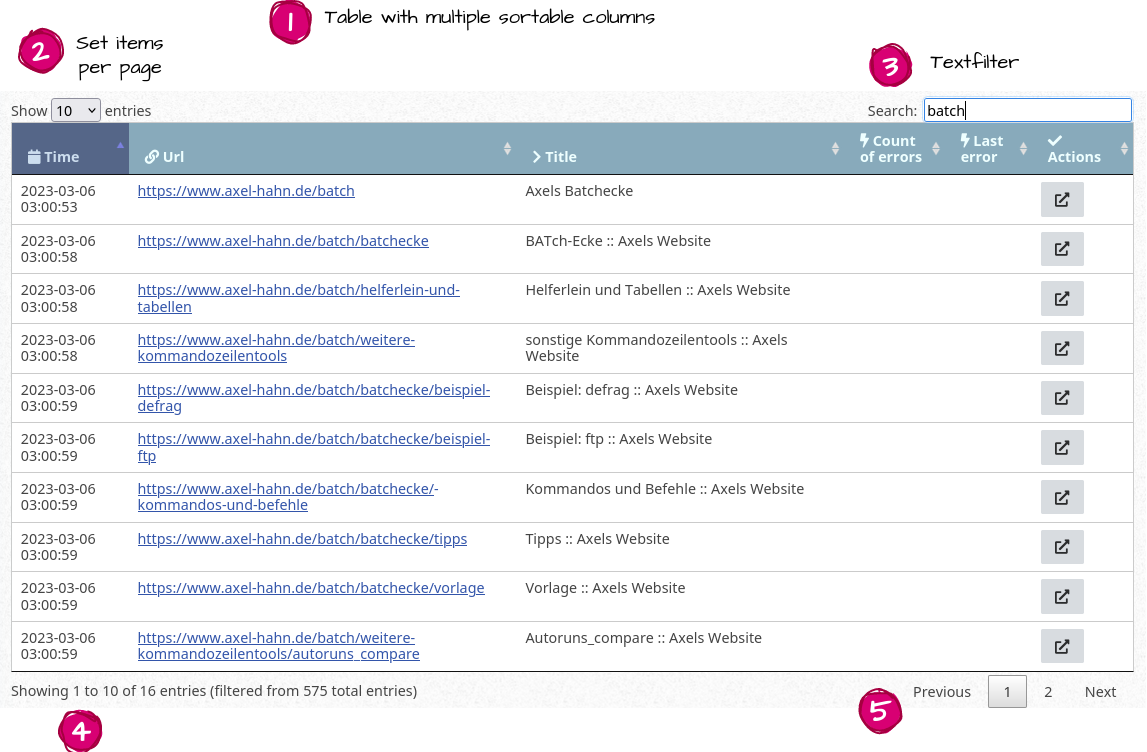 1 Table with multiple sortable columns
2 Set items
per page
3 Textfilter
Show 10 entries
Search: batch
Time
Url
Title
Count
of errors
Last
error
Actions
2023-03-06
03:00:53
https://www.axel-hahn.de/batch
Axels Batchecke
2023-03-06
03:00:58
https://www.axel-hahn.de/batch/batchecke
BATch-Ecke :: Axels Website
2023-03-06
03:00:58
https://www.axel-hahn.de/batch/helferlein-und-
tabellen
Helferlein und Tabellen :: Axels Website
2023-03-06
03:00:58
https://www.axel-hahn.de/batch/weitere-
kommandozeilentools
sonstige Kommandozeilentools :: Axels
Website
2023-03-06
03:00:59
https://www.axel-hahn.de/batch/batchecke/beispiel-
defrag
Beispiel: defrag :: Axels Website
2023-03-06
03:00:59
https://www.axel-hahn.de/batch/batchecke/beispiel-
ftp
Beispiel: ftp :: Axels Website
2023-03-06
03:00:59
https://www.axel-hahn.de/batch/batchecke/-
kommandos-und-befehle
Kommandos und Befehle :: Axels Website
2023-03-06
03:00:59
https://www.axel-hahn.de/batch/batchecke/tipps
Tipps :: Axels Website
2023-03-06
03:00:59
https://www.axel-hahn.de/batch/batchecke/vorlage
Vorlage :: Axels Website
2023-03-06
03:00:59
https://www.axel-hahn.de/batch/weitere-
kommandozeilentools/autoruns_compare
Autoruns_compare :: Axels Website
Showing 1 to 10 of 16 entries (filtered from 575 total entries)
Previous 1 2 Next
4
5